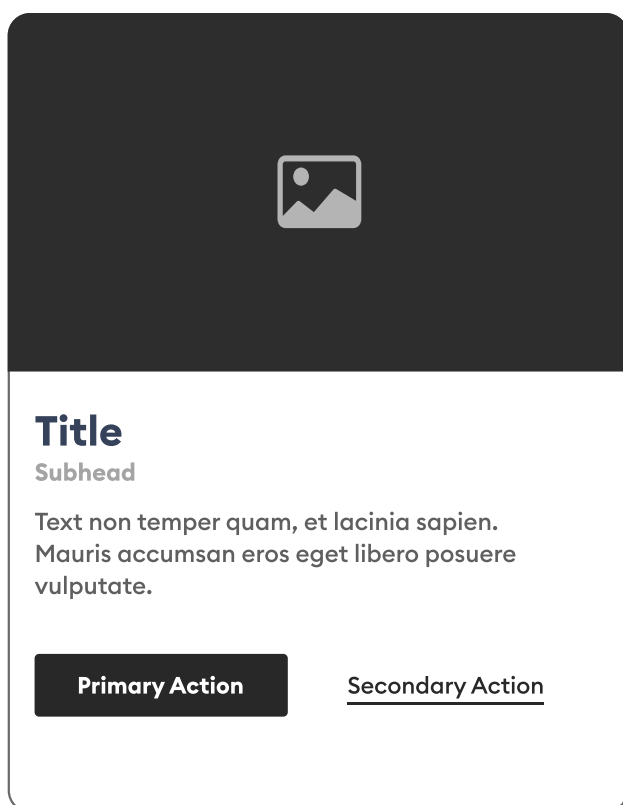 Title
Subhead
Text non temper quam, et lacinia sapien.
Mauris accumsan eros eget libero posuere
vulputate.
Primary Action
Secondary Action